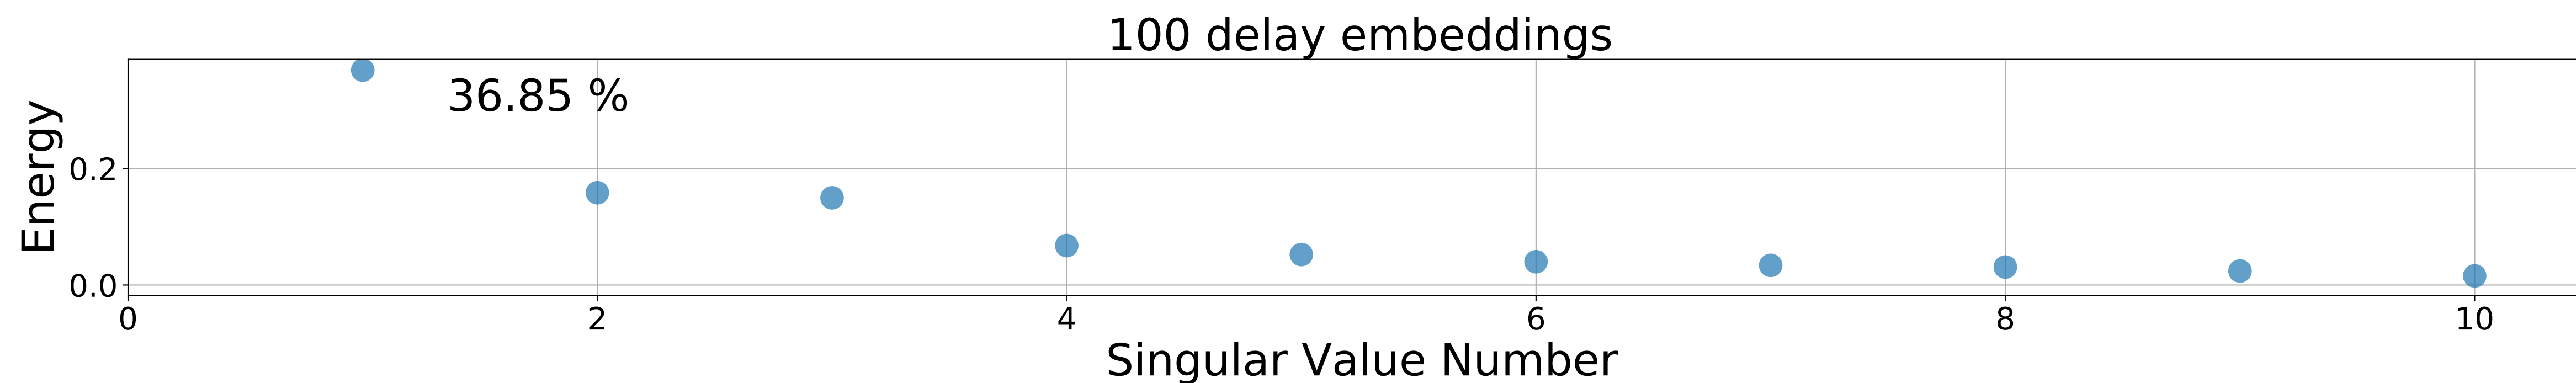 100 delay embeddings
36.85 %
Energy
0.2
0.0
0 2 4 6 8 10
Singular Value Number